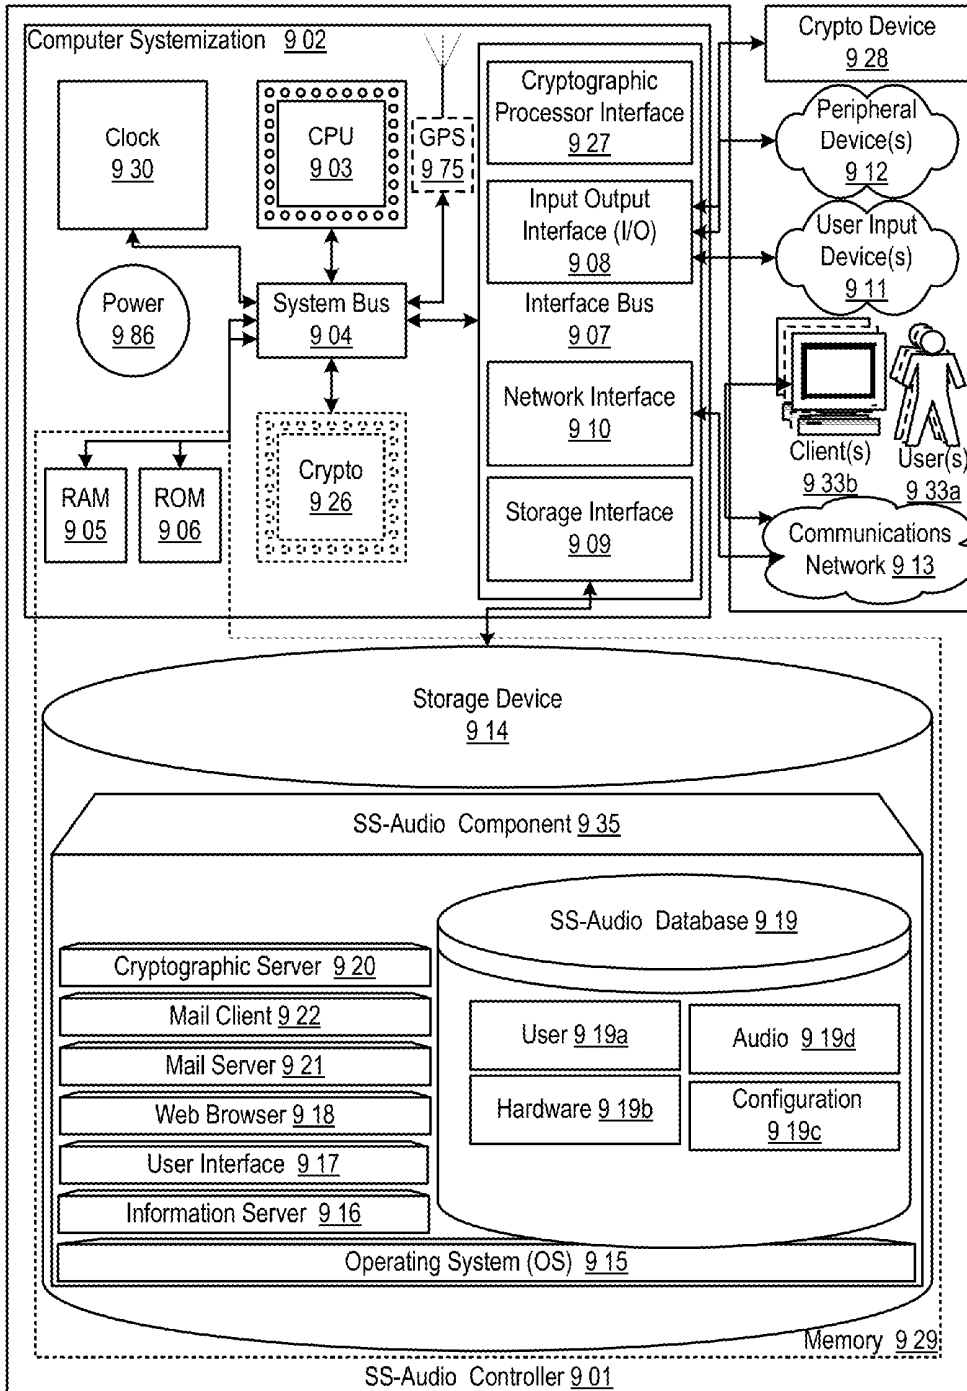 Computer Systemization 9 02
Clock
9 30
CPU
9 03
GPS
9 75
Power
9 86
System Bus
9 04
RAM
9 05
ROM
9 06
Crypto
9 26
Cryptographic
Processor Interface
9 27
Input Output
Interface (I/O)
9 08
Interface Bus
9 07
Network Interface
9 10
Storage Interface
9 09
Crypto Device
9 28
Peripheral
Device(s)
9 12
User Input
Device(s)
9 11
Client(s)
9 33b
User(s)
9 33a
Communications
Network 9 13
Storage Device
9 14
SS-Audio Component 9 35
SS-Audio Database 9 19
User 9 19a
Audio 9 19d
Hardware 9 19b
Configuration
9 19c
Cryptographic Server 9 20
Mail Client 9 22
Mail Server 9 21
Web Browser 9 18
User Interface 9 17
Information Server 9 16
Operating System (OS) 9 15
Memory 9 29
SS-Audio Controller 9 01